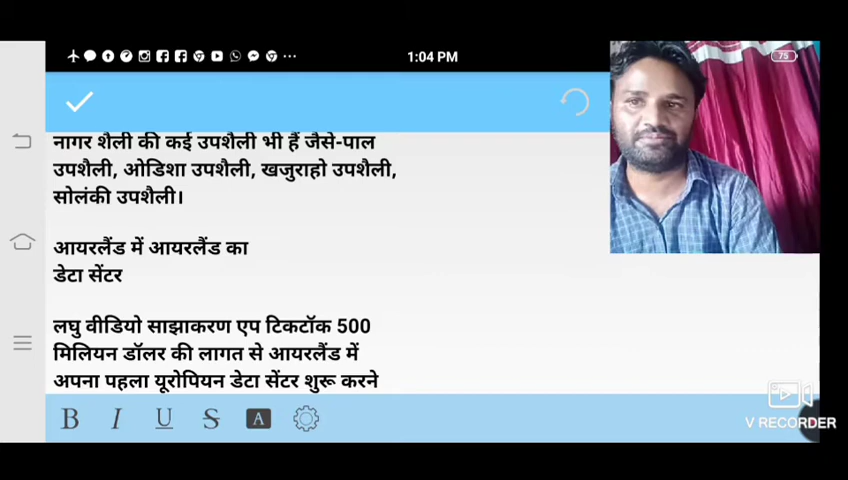 1:04 PM
75
नागर शैली की कई उपशैली भी हैं जैसे-पाल
उपशैली, ओडिशा उपशैली, खजुराहो उपशैली,
सोलंकी उपशैली।
आयरलैंड में आयरलैंड का
डेटा सेंटर
लघु वीडियो साझाकरण एप टिकटॉक 500
मिलियन डॉलर की लागत से आयरलैंड में
अपना पहला यूरोपियन डेटा सेंटर शुरू करने
B I U S A
V RECORDER